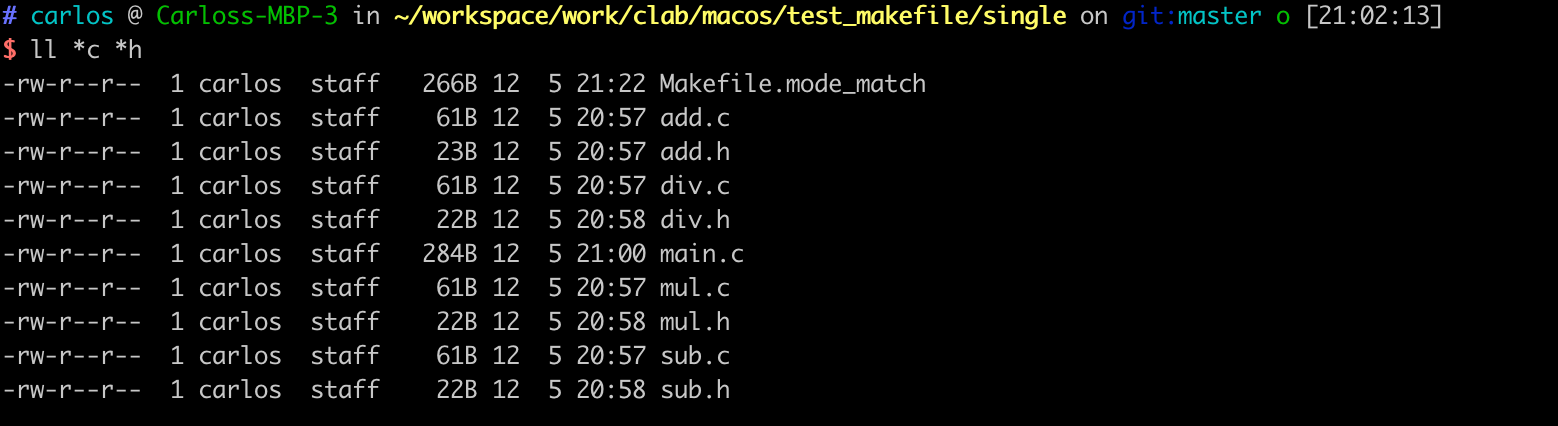 # carlos @ Carloss-MBP-3 in ~/workspace/work/clab/macos/test_makefile/single on git:master o [21:02:13]
$ ll *c *h
-rw-r--r--  1 carlos  staff   266B 12  5 21:22 Makefile.mode_match
-rw-r--r--  1 carlos  staff    61B 12  5 20:57 add.c
-rw-r--r--  1 carlos  staff    23B 12  5 20:57 add.h
-rw-r--r--  1 carlos  staff    61B 12  5 20:57 div.c
-rw-r--r--  1 carlos  staff    22B 12  5 20:58 div.h
-rw-r--r--  1 carlos  staff   284B 12  5 21:00 main.c
-rw-r--r--  1 carlos  staff    61B 12  5 20:57 mul.c
-rw-r--r--  1 carlos  staff    22B 12  5 20:58 mul.h
-rw-r--r--  1 carlos  staff    61B 12  5 20:57 sub.c
-rw-r--r--  1 carlos  staff    22B 12  5 20:58 sub.h